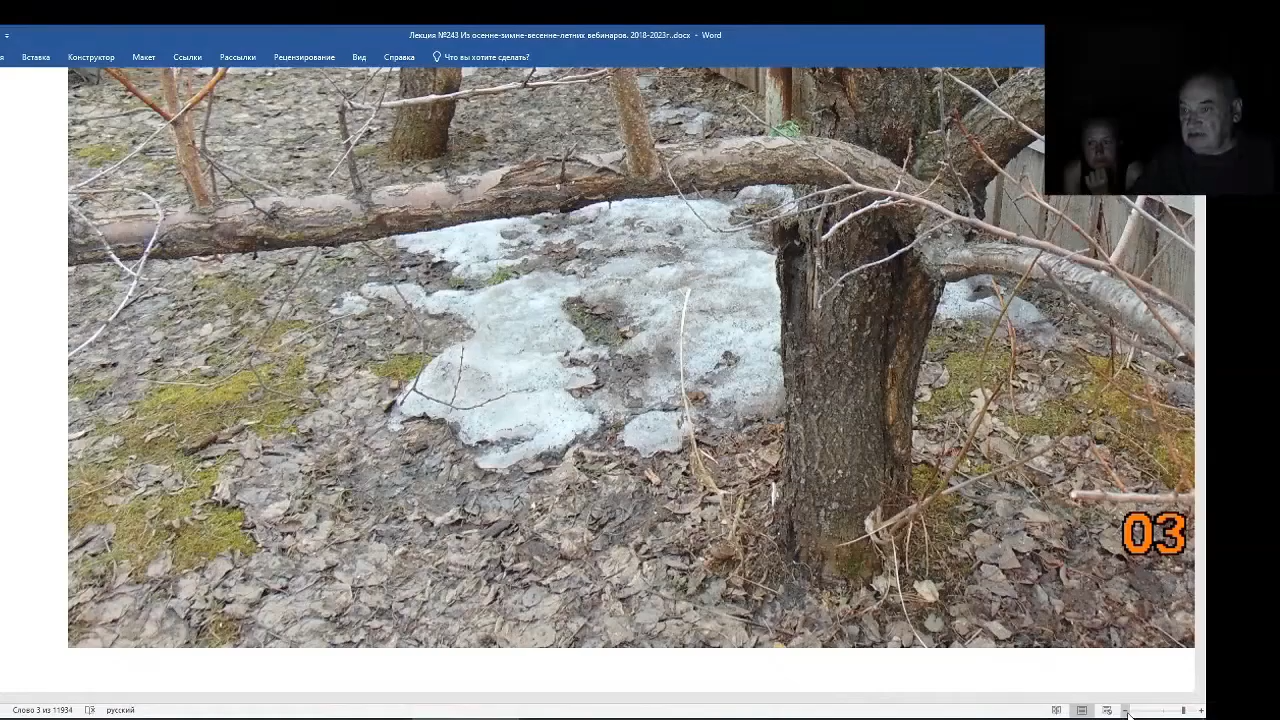 Лекция №243 Из осенне-зимне-весенне-летних вебинаров. 2018-2023г..docx - Word
я Вставка Конструктор Макет Ссылки Рассылки Рецензирование Вид Справка Что вы хотите сделать?
03
Слово 3 из 11934 русский